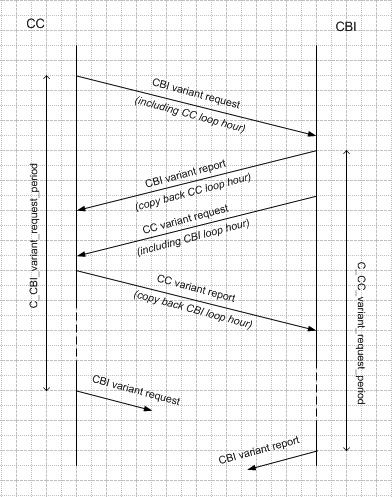 CC
CBI
CBI variant request
(including CC loop hour)
CBI variant report
(copy back CC loop hour)
CC variant request
(including CBI loop hour)
CC variant report
(copy back CBI loop hour)
C_CBI_variant_request_period
C_CC_variant_request_period
CBI variant request
CBI variant report